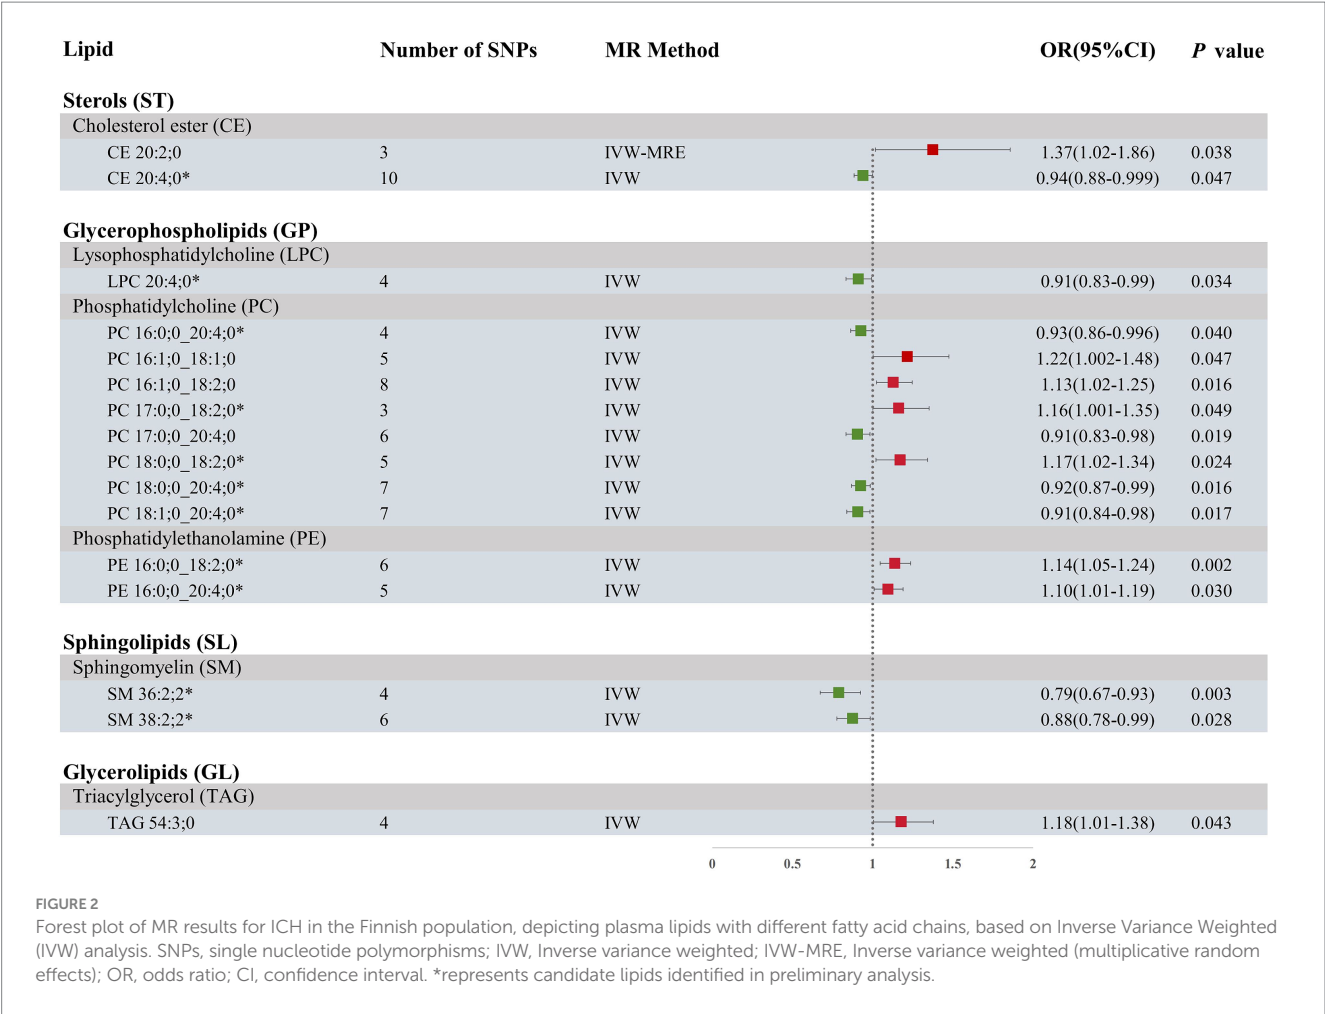 Lipid Number of SNPs MR Method OR(95%CI) P value
Sterols (ST)
Cholesterol ester (CE)
CE 20:2;0 3 IVW-MRE 1.37(1.02-1.86) 0.038
CE 20:4;0* 10 IVW 0.94(0.88-0.999) 0.047
Glycerophospholipids (GP)
Lysophosphatidylcholine (LPC)
LPC 20:4;0* 4 IVW 0.91(0.83-0.99) 0.034
Phosphatidylcholine (PC)
PC 16:0;0_20:4;0* 4 IVW 0.93(0.86-0.996) 0.040
PC 16:1;0_18:1;0 5 IVW 1.22(1.002-1.48) 0.047
PC 16:1;0_18:2;0 8 IVW 1.13(1.02-1.25) 0.016
PC 17:0;0_18:2;0* 3 IVW 1.16(1.001-1.35) 0.049
PC 17:0;0_20:4;0 6 IVW 0.91(0.83-0.98) 0.019
PC 18:0;0_18:2;0* 5 IVW 1.17(1.02-1.34) 0.024
PC 18:0;0_20:4;0* 7 IVW 0.92(0.87-0.99) 0.016
PC 18:1;0_20:4;0* 7 IVW 0.91(0.84-0.98) 0.017
Phosphatidylethanolamine (PE)
PE 16:0;0_18:2;0* 6 IVW 1.14(1.05-1.24) 0.002
PE 16:0;0_20:4;0* 5 IVW 1.10(1.01-1.19) 0.030
Sphingolipids (SL)
Sphingomyelin (SM)
SM 36:2;2* 4 IVW 0.79(0.67-0.93) 0.003
SM 38:2;2* 6 IVW 0.88(0.78-0.99) 0.028
Glycerolipids (GL)
Triacylglycerol (TAG)
TAG 54:3;0 4 IVW 1.18(1.01-1.38) 0.043
0 0.5 1 1.5 2
FIGURE 2
Forest plot of MR results for ICH in the Finnish population, depicting plasma lipids with different fatty acid chains, based on Inverse Variance Weighted
(IVW) analysis. SNPs, single nucleotide polymorphisms; IVW, Inverse variance weighted; IVW-MRE, Inverse variance weighted (multiplicative random
effects); OR, odds ratio; CI, confidence interval. *represents candidate lipids identified in preliminary analysis.